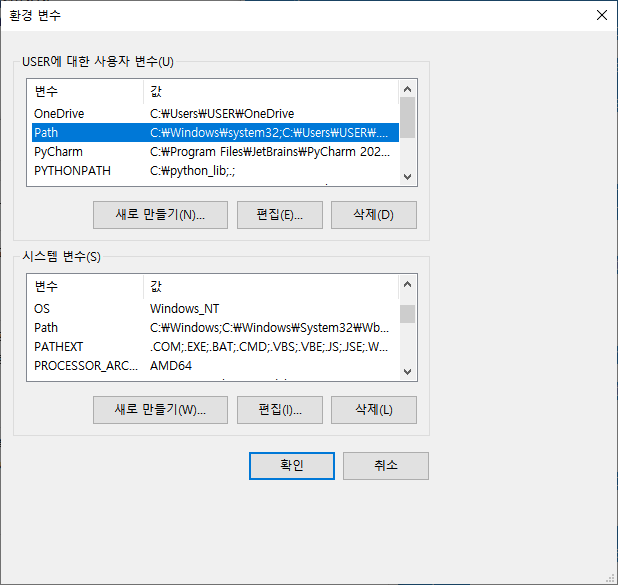 환경 변수
USER에 대한 사용자 변수(U)
변수 값
OneDrive C:₩Users₩USER₩OneDrive
Path C:₩Windows₩system32;C:₩Users₩USER₩....
PyCharm C:₩Program Files₩JetBrains₩PyCharm 202...
PYTHONPATH C:₩python_lib;.;
새로 만들기(N)... 편집(E)... 삭제(D)
시스템 변수(S)
변수 값
OS Windows_NT
Path C:₩Windows;C:₩Windows₩System32₩Wb...
PATHEXT .COM;.EXE;.BAT;.CMD;.VBS;.VBE;.JS;.JSE;.W...
PROCESSOR_ARC... AMD64
새로 만들기(W)... 편집(I)... 삭제(L)
확인 취소